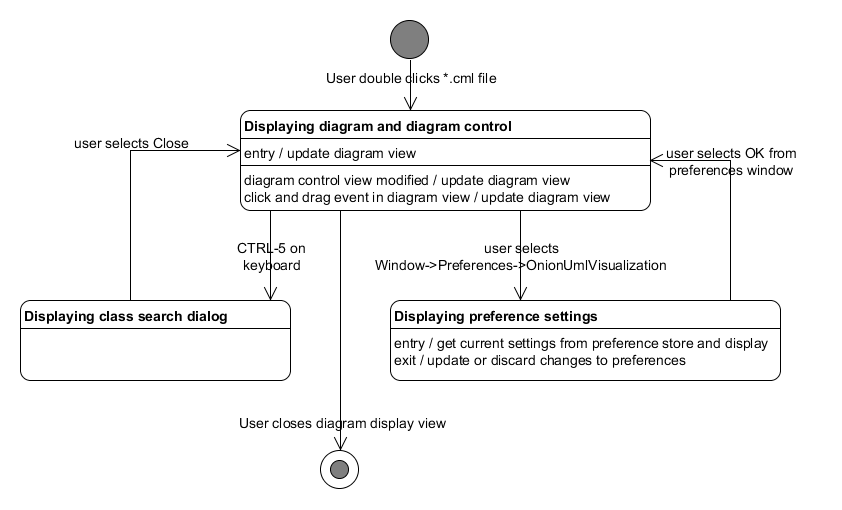 User double clicks *.cml file
Displaying diagram and diagram control
entry / update diagram view
diagram control view modified / update diagram view
click and drag event in diagram view / update diagram view
user selects Close
user selects OK from
preferences window
CTRL-5 on
keyboard
user selects
Window->Preferences->OnionUmlVisualization
Displaying class search dialog
Displaying preference settings
entry / get current settings from preference store and display
exit / update or discard changes to preferences
User closes diagram display view